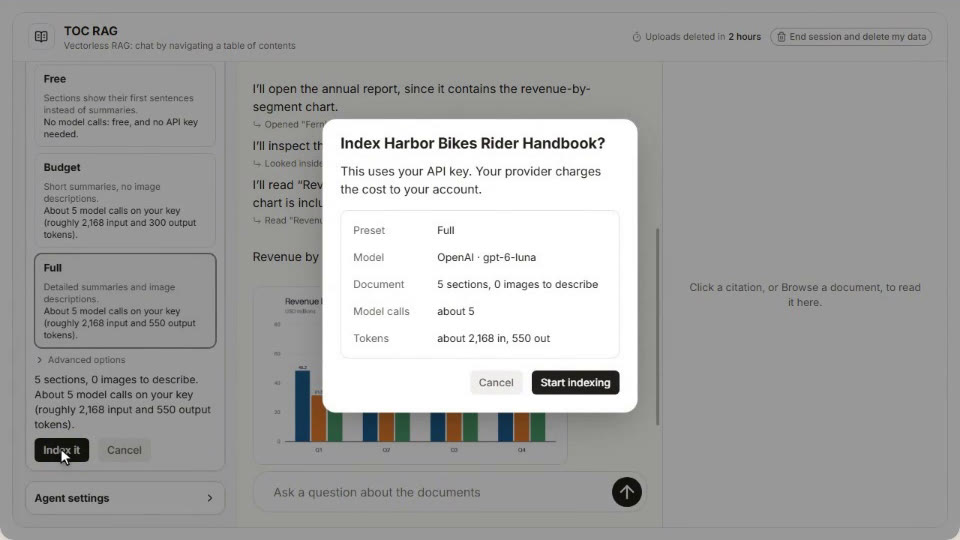 TOC RAG
Vectorless RAG: chat by navigating a table of contents
Uploads deleted in 2 hours
End session and delete my data
Free
Sections show their first sentences
instead of summaries.
No model calls: free, and no API key
needed.
Budget
Short summaries, no image
descriptions.
About 5 model calls on your key
(roughly 2,168 input and 300 output
tokens).
Full
Detailed summaries and image
descriptions.
About 5 model calls on your key
(roughly 2,168 input and 550 output
tokens).
Advanced options
5 sections, 0 images to describe.
About 5 model calls on your key
(roughly 2,168 input and 550 output
tokens).
Index it
Cancel
Agent settings
I'll open the annual report, since it contains the revenue-by-
segment chart.
Opened
I'll inspect
Looked inside
I'll read
chart is
Read
Revenue by
Revenue
USD millions
80
60
40
20
0
48.2
Q1
Q2
Q3
Q4
Ask a question about the documents
Index Harbor Bikes Rider Handbook?
This uses your API key. Your provider charges
the cost to your account.
Preset Full
Model OpenAI · gpt-6-luna
Document 5 sections, 0 images to describe
Model calls about 5
Tokens about 2,168 in, 550 out
Cancel
Start indexing
Click a citation, or Browse a document, to read
it here.